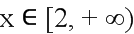 x ∈ [2, + ∞)